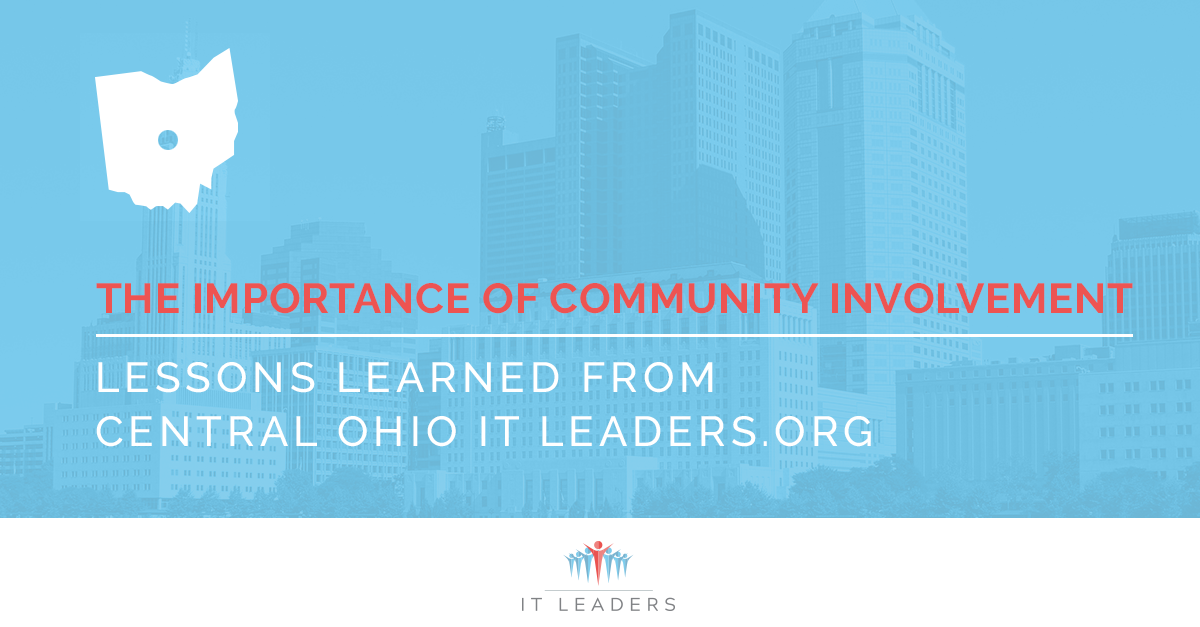 THE IMPORTANCE OF COMMUNITY INVOLVEMENT
LESSONS LEARNED FROM
CENTRAL OHIO IT LEADERS.ORG
IT LEADERS